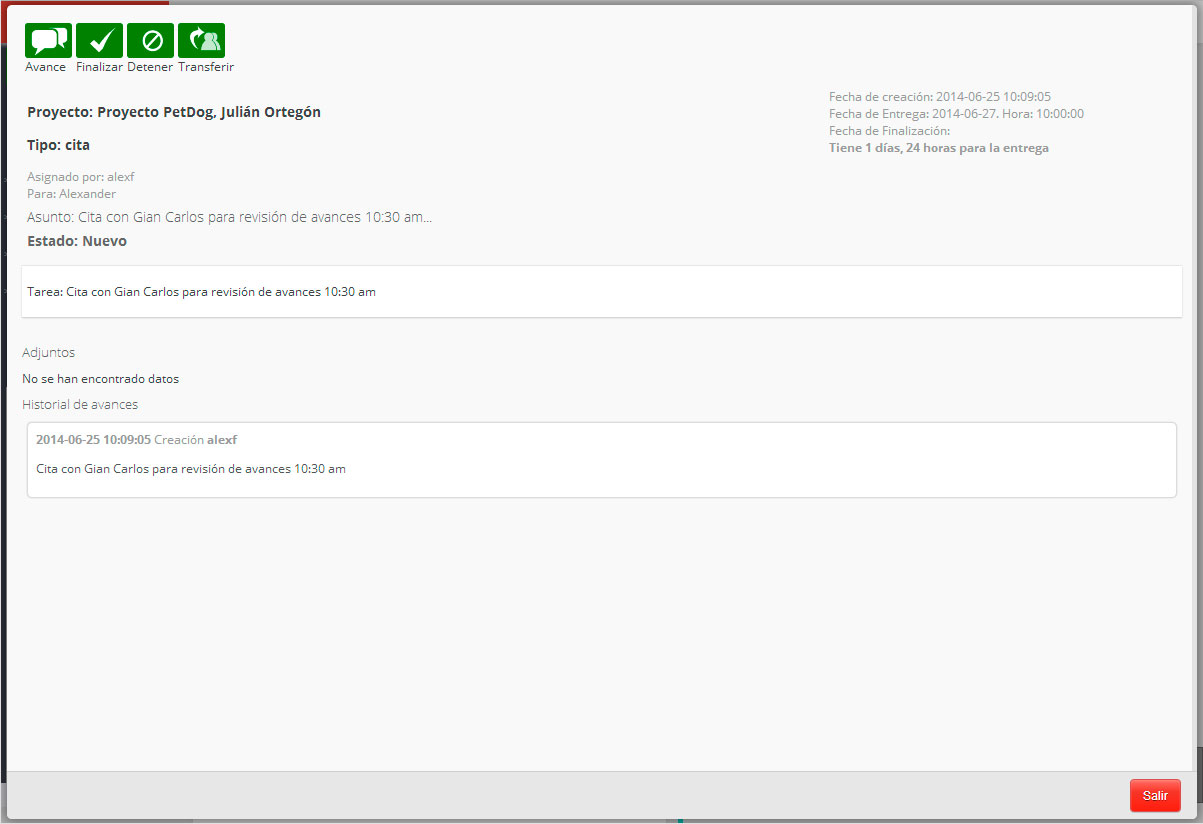 Avance Finalizar Detener Transferir
Proyecto: Proyecto PetDog, Julián Ortegón
Tipo: cita
Asignado por: alexf
Para: Alexander
Asunto: Cita con Gian Carlos para revisión de avances 10:30 am...
Estado: Nuevo
Fecha de creación: 2014-06-25 10:09:05
Fecha de Entrega: 2014-06-27. Hora: 10:00:00
Fecha de Finalización:
Tiene 1 días, 24 horas para la entrega
Tarea: Cita con Gian Carlos para revisión de avances 10:30 am
Adjuntos
No se han encontrado datos
Historial de avances
2014-06-25 10:09:05 Creación alexf
Cita con Gian Carlos para revisión de avances 10:30 am
Salir